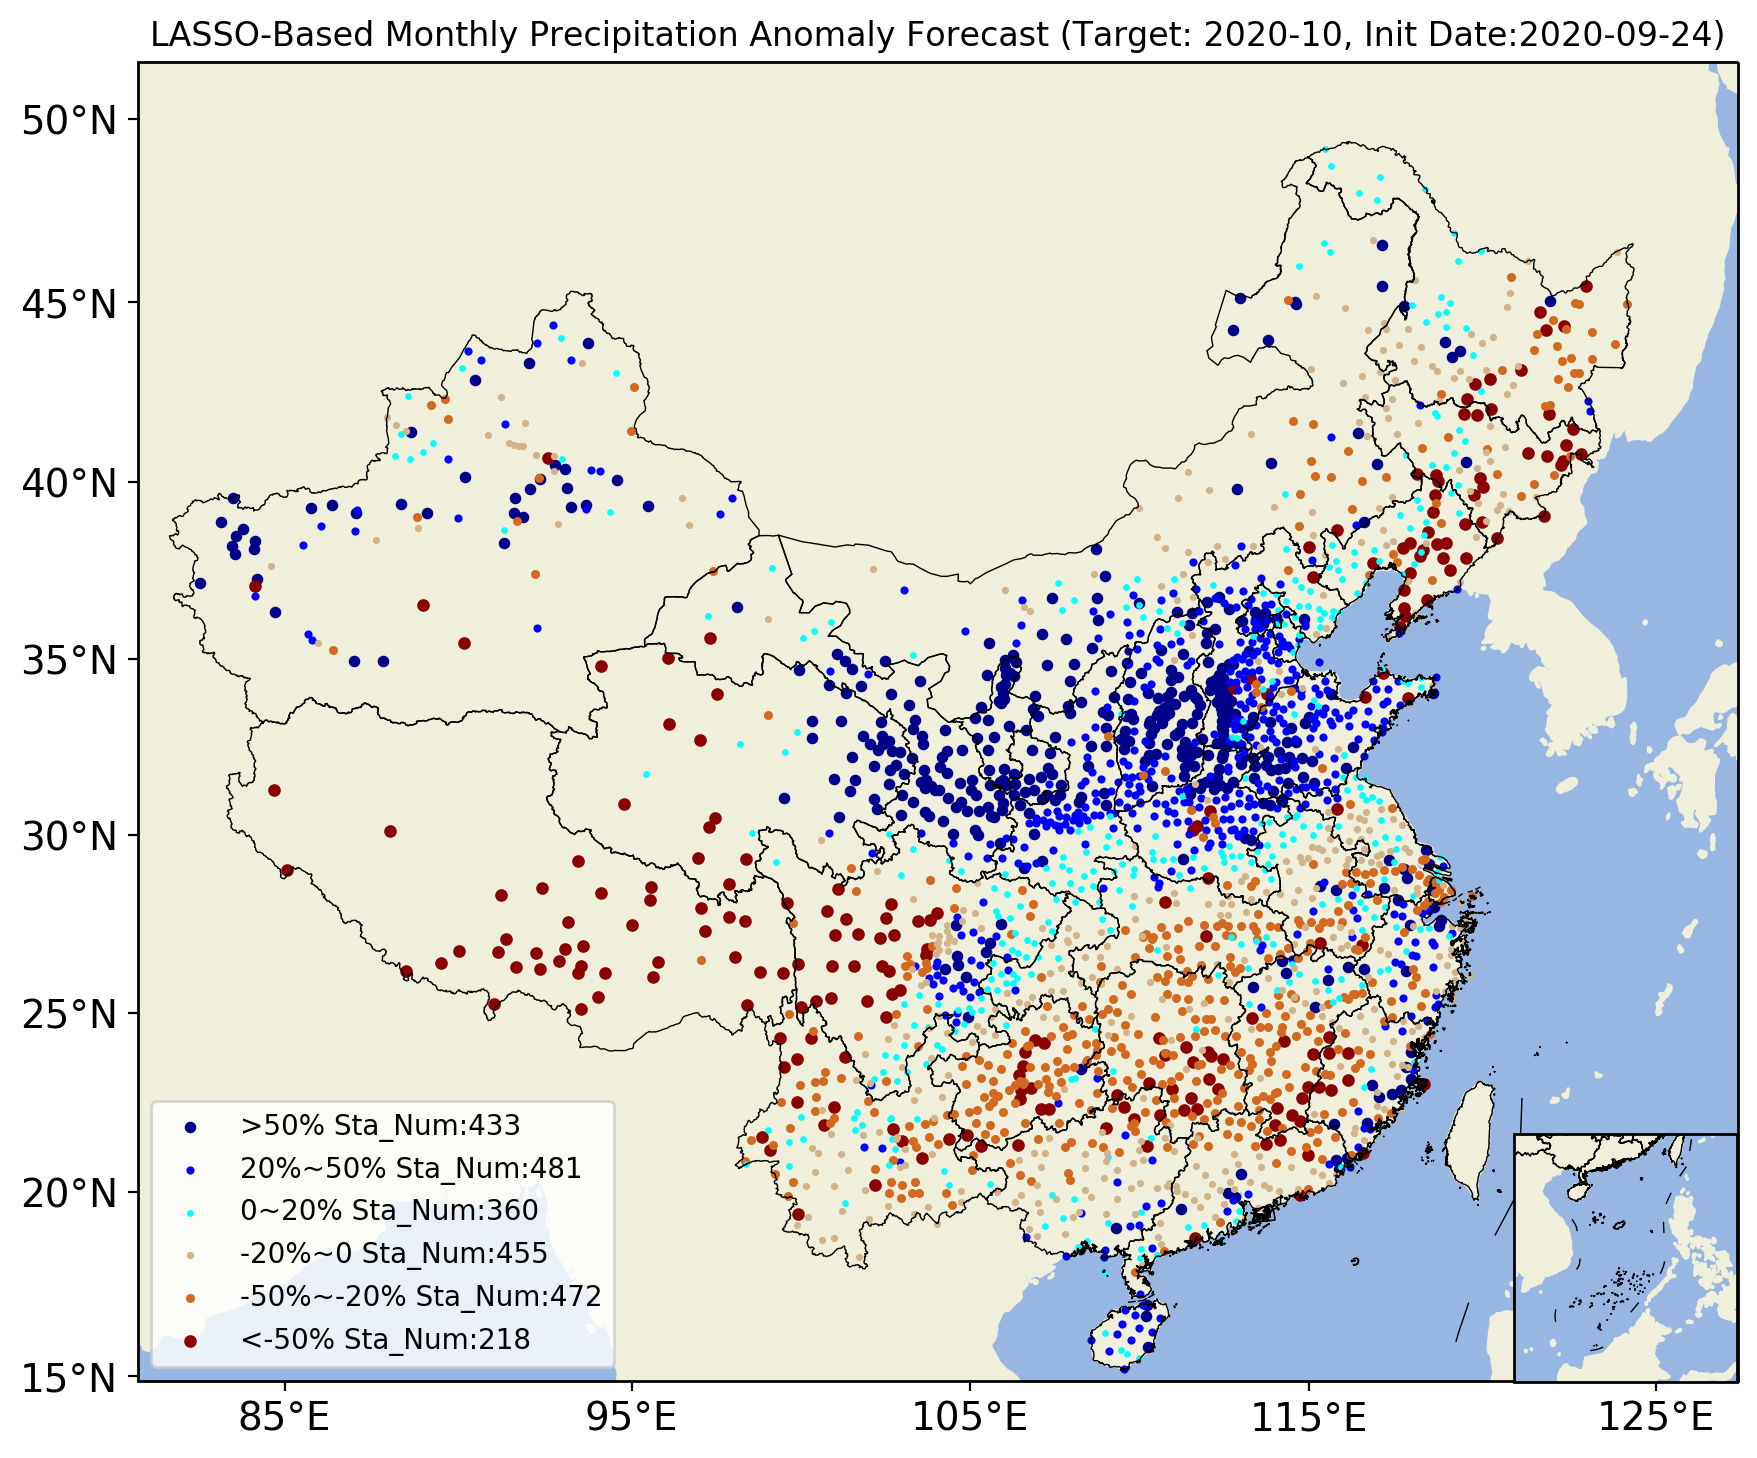 LASSO-Based Monthly Precipitation Anomaly Forecast (Target: 2020-10, Init Date:2020-09-24)
50°N
45°N
40°N
35°N
30°N
25°N
20°N
15°N
>50% Sta_Num:433
20%~50% Sta_Num:481
0~20% Sta_Num:360
-20%~0 Sta_Num:455
-50%~-20% Sta_Num:472
<-50% Sta_Num:218
85°E
95°E
105°E
115°E
125°E